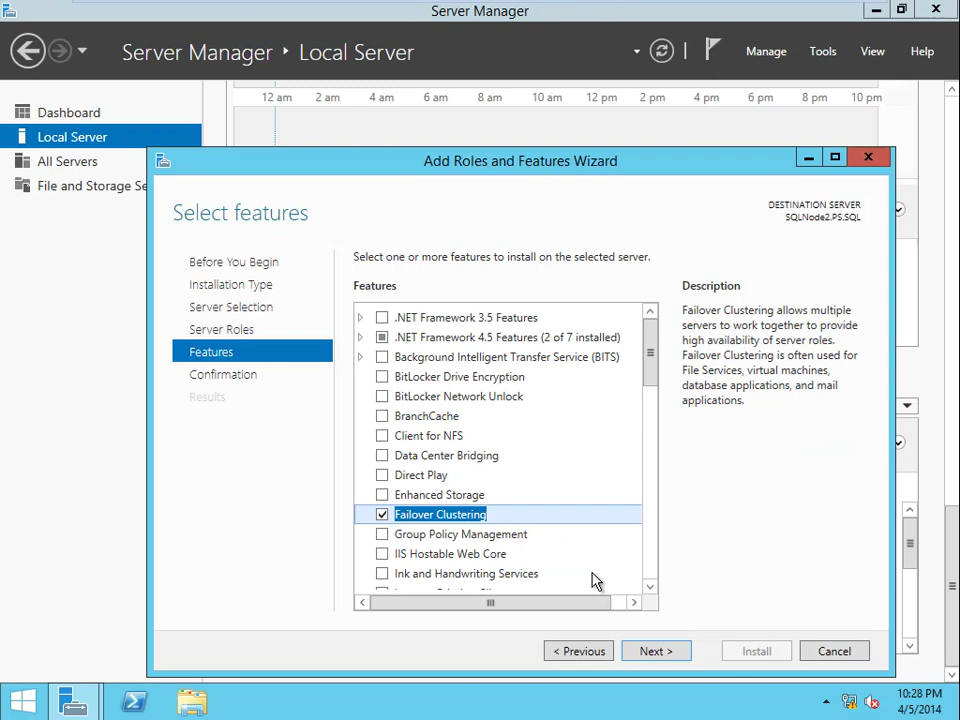 Server Manager
Server Manager ‣ Local Server
Manage Tools View Help
12 am 2 am 4 am 6 am 8 am 10 am 12 pm 2 pm 4 pm 6 pm 8 pm 10 pm
Dashboard
Local Server
All Servers
File and Storage Se
Add Roles and Features Wizard
Select features
DESTINATION SERVER
SQLNode2.PS.SQL
Before You Begin
Installation Type
Server Selection
Server Roles
Features
Confirmation
Results
Select one or more features to install on the selected server.
Features
.NET Framework 3.5 Features
.NET Framework 4.5 Features (2 of 7 installed)
Background Intelligent Transfer Service (BITS)
BitLocker Drive Encryption
BitLocker Network Unlock
BranchCache
Client for NFS
Data Center Bridging
Direct Play
Enhanced Storage
Failover Clustering
Group Policy Management
IIS Hostable Web Core
Ink and Handwriting Services
Description
Failover Clustering allows multiple
servers to work together to provide
high availability of server roles.
Failover Clustering is often used for
File Services, virtual machines,
database applications, and mail
applications.
< Previous
Next >
Install
Cancel
10:28 PM
4/5/2014